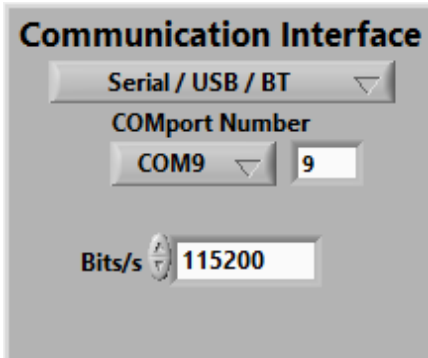 Communication Interface
Serial / USB / BT
COMport Number
COM9 9
Bits/s 115200